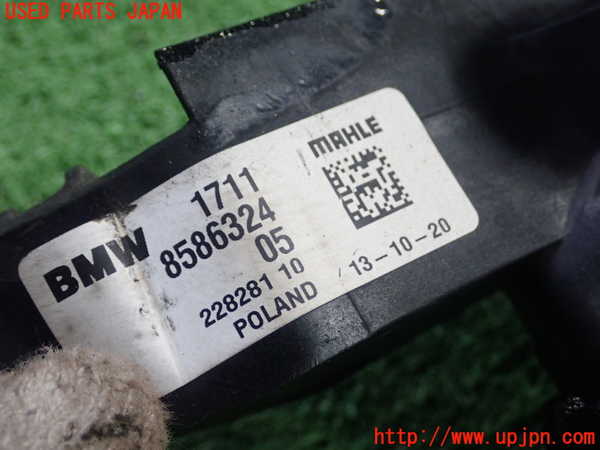 USED PARTS JAPAN
MAHLE
BMW
1711
8586324
05
228281 10
POLAND
13-10-20
http://www.upjpn.com